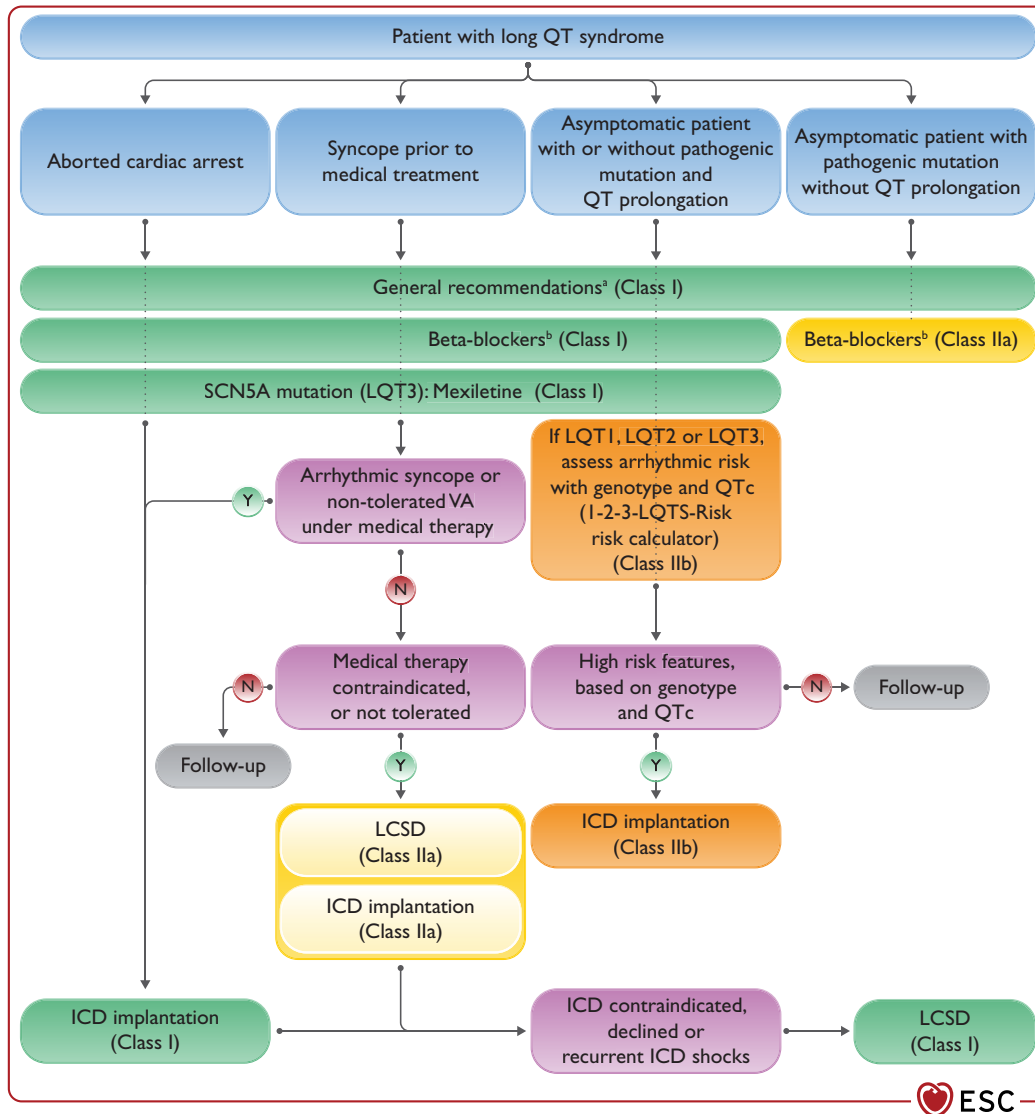 Patient with long QT syndrome
Aborted cardiac arrest
Syncope prior to
medical treatment
Asymptomatic patient
with or without pathogenic
mutation and
QT prolongation
Asymptomatic patient with
pathogenic mutation
without QT prolongation
General recommendationsᵃ (Class I)
Beta-blockersᵇ (Class I)
Beta-blockersᵇ (Class IIa)
SCN5A mutation (LQT3): Mexiletine (Class I)
Arrhythmic syncope or
non-tolerated VA
under medical therapy
Y
If LQT1, LQT2 or LQT3,
assess arrhythmic risk
with genotype and QTc
(1-2-3-LQTS-Risk
risk calculator)
(Class IIb)
N
Medical therapy
contraindicated,
or not tolerated
N
Follow-up
High risk features,
based on genotype
and QTc
N
Follow-up
Y
Y
LCSD
(Class IIa)
ICD implantation
(Class IIa)
ICD implantation
(Class IIb)
ICD implantation
(Class I)
ICD contraindicated,
declined or
recurrent ICD shocks
LCSD
(Class I)
ESC